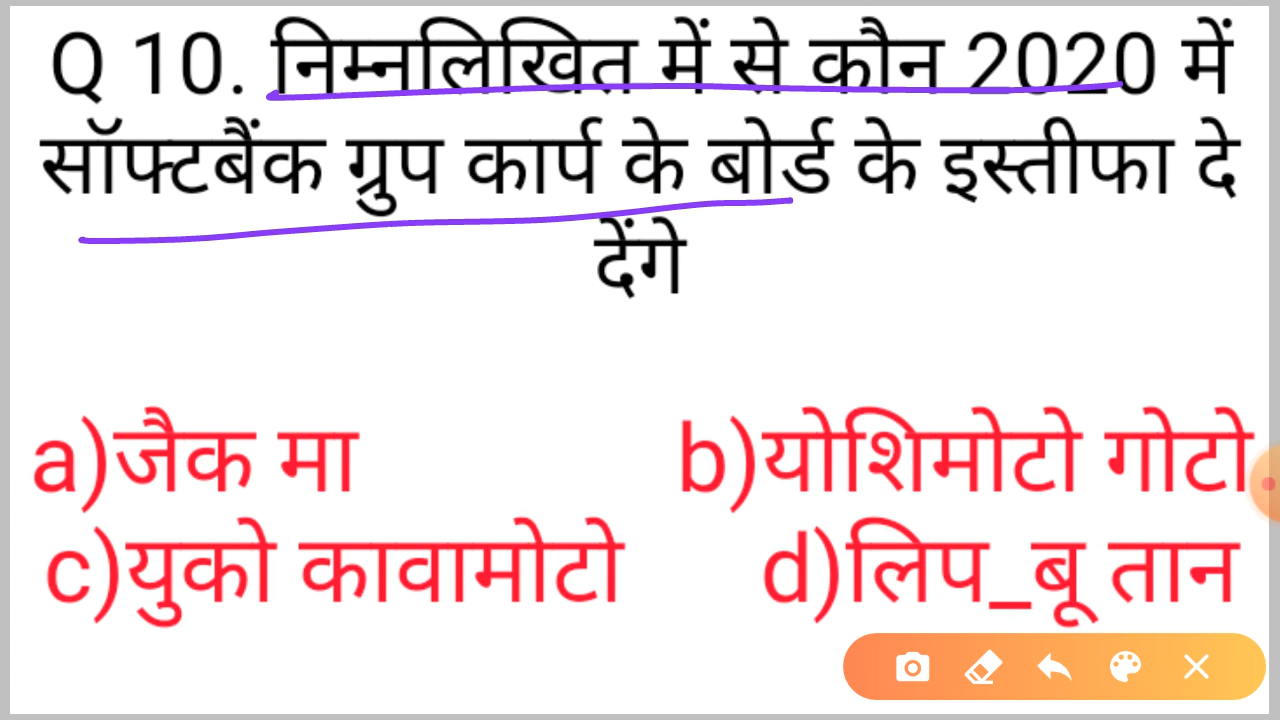 Q 10. निम्नलिखित में से कौन 2020 में
सॉफ्टबैंक ग्रुप कार्प के बोर्ड के इस्तीफा दे
देंगे
a)जैक मा b)योशिमोटो गोटो
c)युको कावामोटो d)लिप_बू तान